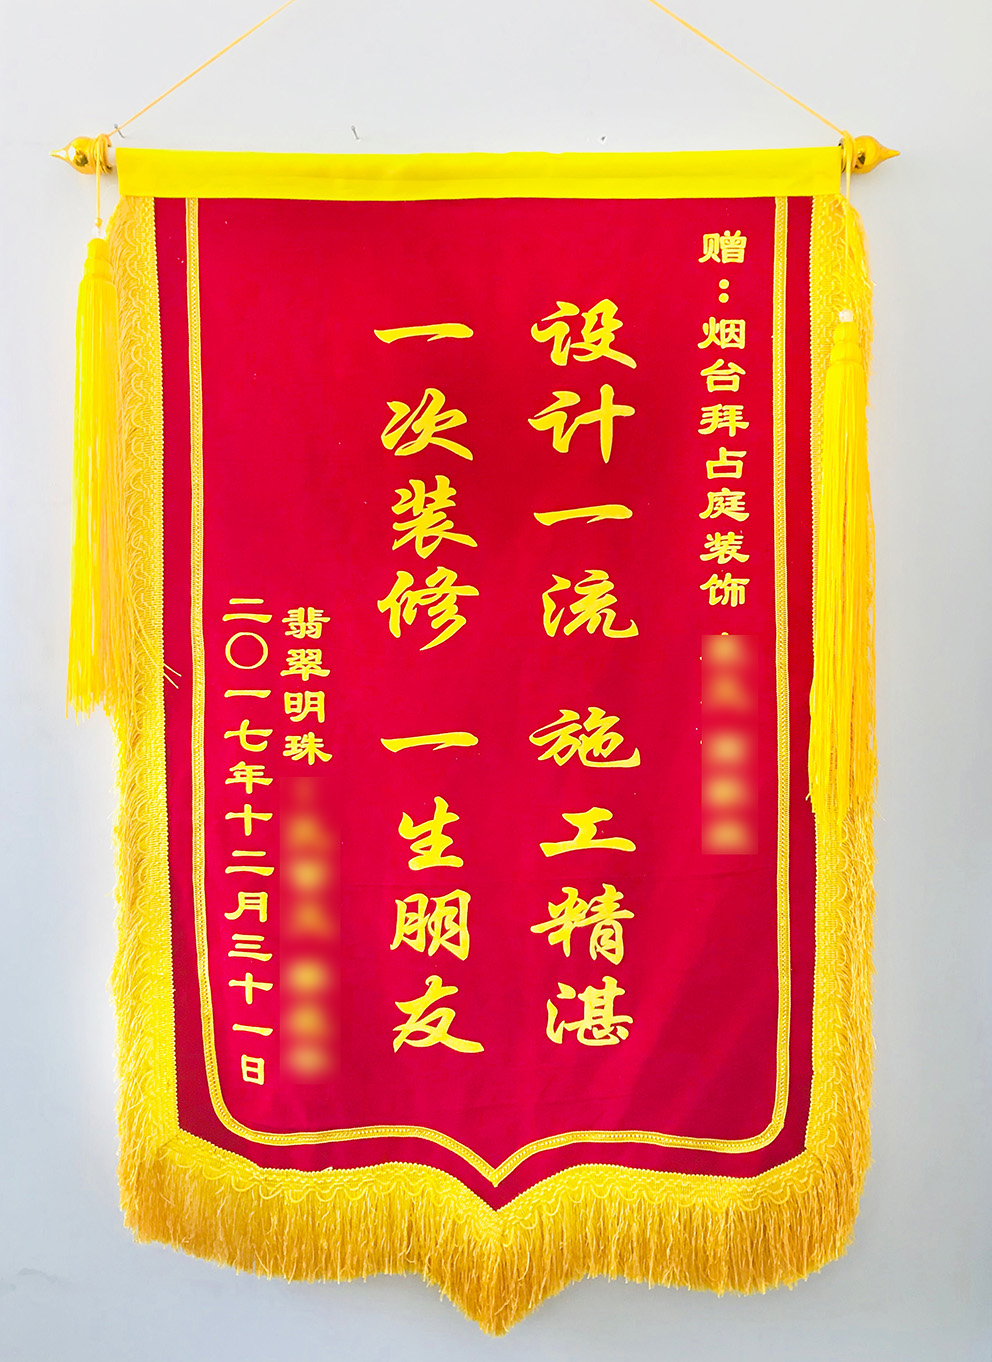 赠：烟台拜占庭装饰
设计一流 施工精湛
一次装修 一生朋友
翡翠明珠
二〇一七年十二月三十一日